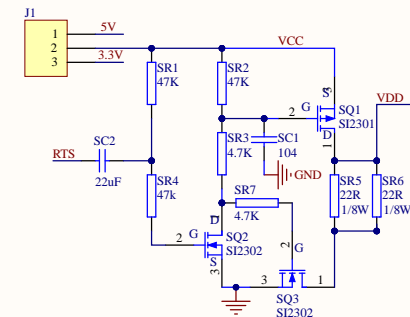 J1
1 5V
2 VCC
3 3.3V
SR1
47K
SR2
47K
S
3
G
2
SQ1
SI2301
D
1
VDD
SC2
RTS
22uF
SR3
4.7K
SC1
104
GND
SR4
47k
SR7
4.7K
SR5
22R
1/8W
SR6
22R
1/8W
D
G
2
SQ2
SI2302
S
3
2
G
3
1
SQ3
SI2302